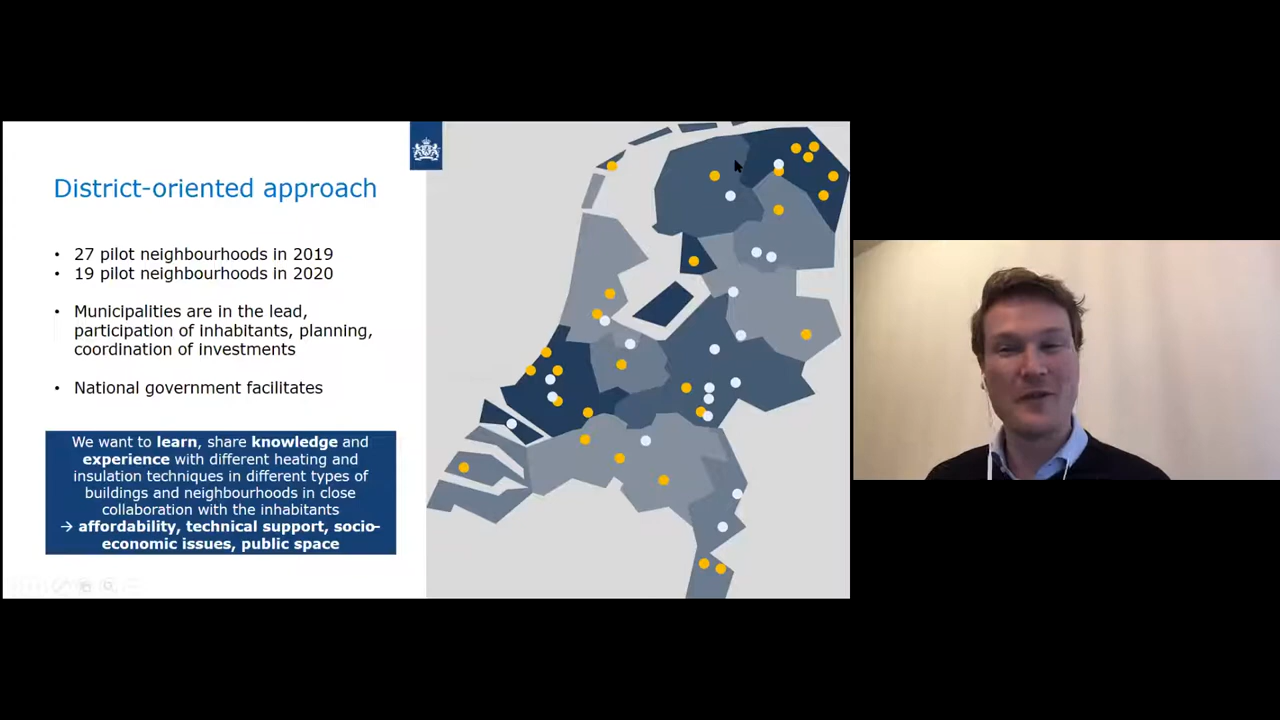 District-oriented approach
• 27 pilot neighbourhoods in 2019
• 19 pilot neighbourhoods in 2020
• Municipalities are in the lead,
participation of inhabitants, planning,
coordination of investments
• National government facilitates
We want to learn, share knowledge and
experience with different heating and
insulation techniques in different types of
buildings and neighbourhoods in close
collaboration with the inhabitants
→ affordability, technical support, socio-
economic issues, public space